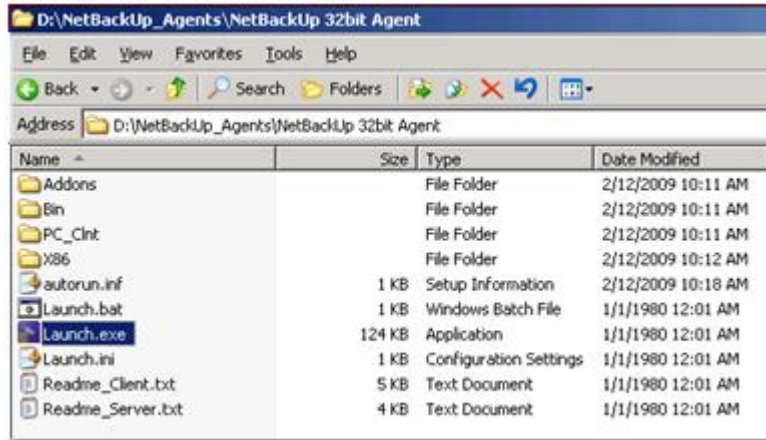 D:\NetBackUp_Agents\NetBackUp 32bit Agent
File Edit View Favorites Tools Help
Back Search Folders
Address D:\NetBackUp_Agents\NetBackUp 32bit Agent
Name Size Type Date Modified
Addons File Folder 2/12/2009 10:11 AM
Bin File Folder 2/12/2009 10:11 AM
PC_Clnt File Folder 2/12/2009 10:11 AM
X86 File Folder 2/12/2009 10:12 AM
autorun.inf 1 KB Setup Information 2/12/2009 10:18 AM
Launch.bat 1 KB Windows Batch File 1/1/1980 12:01 AM
Launch.exe 124 KB Application 1/1/1980 12:01 AM
Launch.ini 1 KB Configuration Settings 1/1/1980 12:01 AM
Readme_Client.txt 5 KB Text Document 1/1/1980 12:01 AM
Readme_Server.txt 4 KB Text Document 1/1/1980 12:01 AM